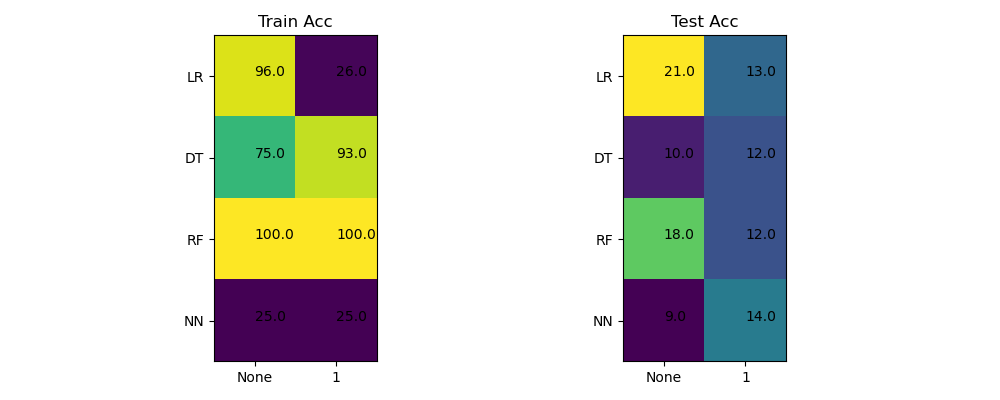 Train Acc
LR 96.0 26.0
DT 75.0 93.0
RF 100.0 100.0
NN 25.0 25.0
None 1
Test Acc
LR 21.0 13.0
DT 10.0 12.0
RF 18.0 12.0
NN 9.0 14.0
None 1